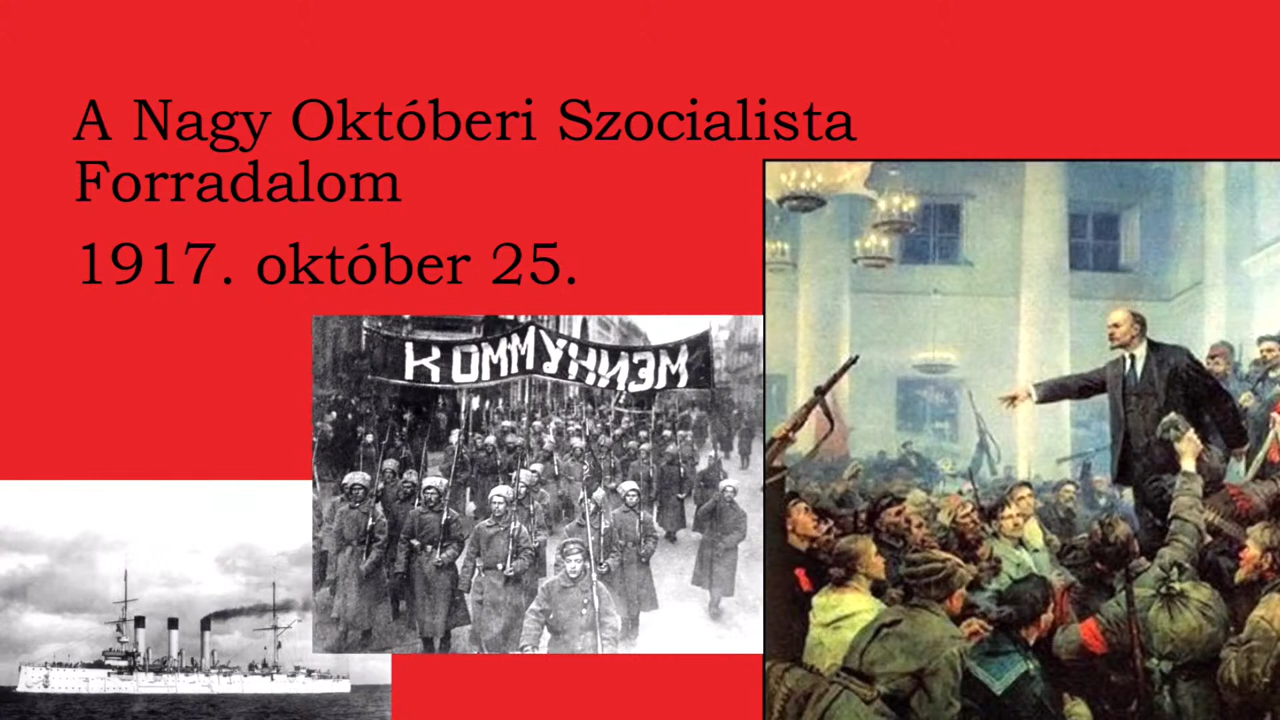 A Nagy Októberi Szocialista
Forradalom
1917. október 25.
КОММУНИЗМ